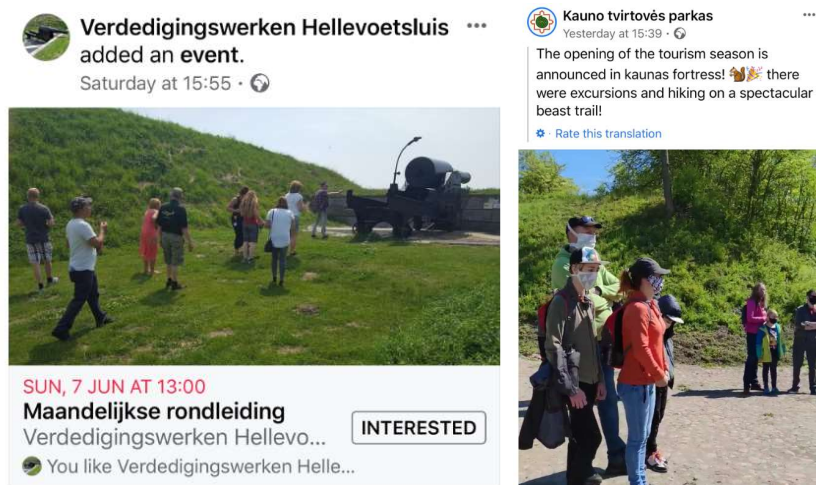 Verdedigingswerken Hellevoetsluis
added an event.
Saturday at 15:55 ·
SUN, 7 JUN AT 13:00
Maandelijkse rondleiding
Verdedigingswerken Hellevo...
INTERESTED
You like Verdedigingswerken Helle...
Kauno tvirtovės parkas
Yesterday at 15:39 ·
The opening of the tourism season is
announced in kaunas fortress! 🐿️🎉 there
were excursions and hiking on a spectacular
beast trail!
· Rate this translation